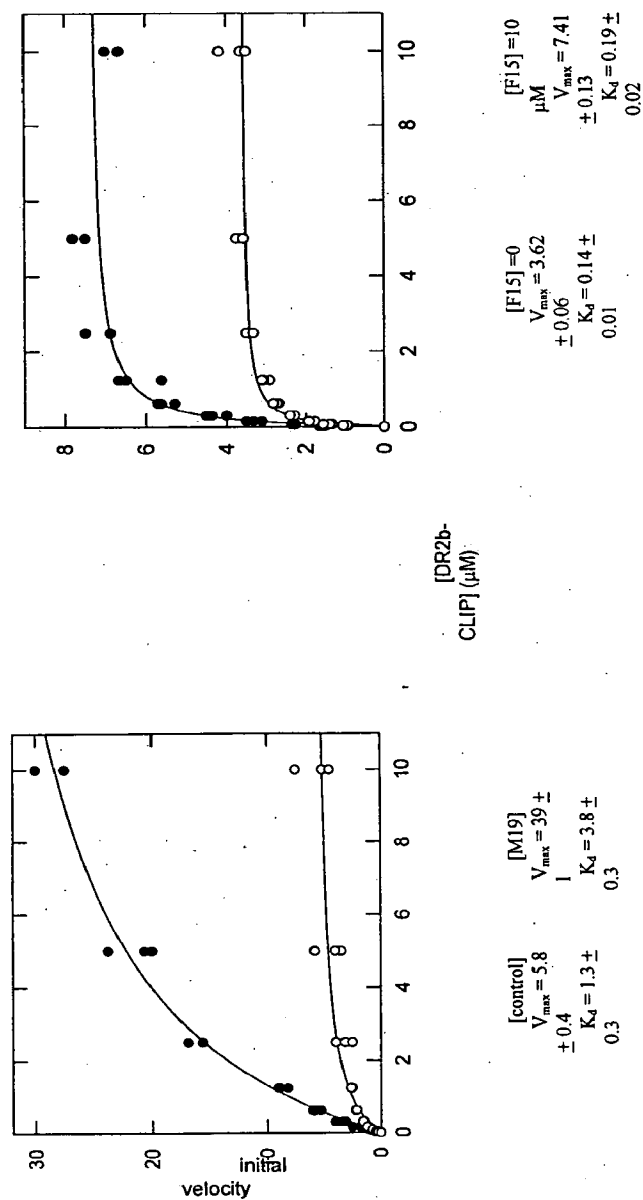 30
20
10
0
initial
velocity
0
2
4
6
8
10
8
6
4
2
0
0
2
4
6
8
10
[DR2b-
CLIP] (μM)
[control]
Vmax = 5.8
± 0.4
Kd = 1.3 ±
0.3
[M19]
Vmax = 39 ±
1
Kd = 3.8 ±
0.3
[F15] =0
Vmax = 3.62
± 0.06
Kd = 0.14 ±
0.01
[F15] =10
μM
Vmax = 7.41
± 0.13
Kd = 0.19 ±
0.02